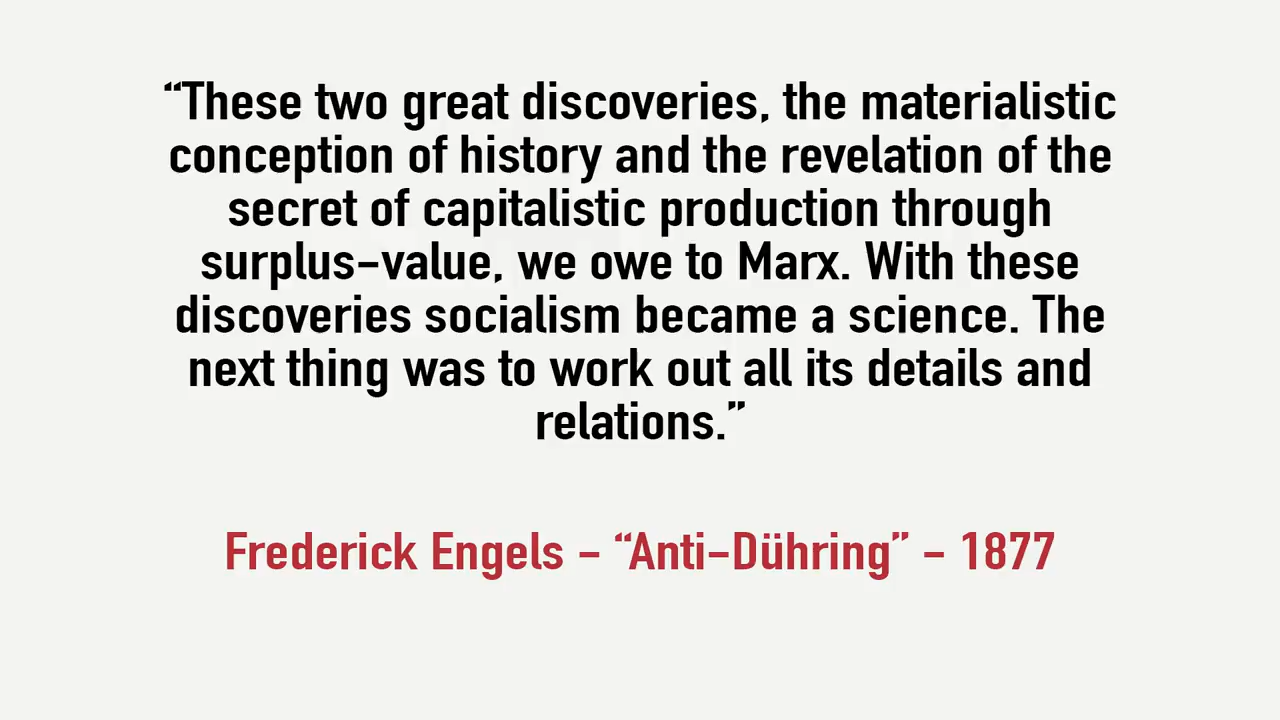 “These two great discoveries, the materialistic
conception of history and the revelation of the
secret of capitalistic production through
surplus-value, we owe to Marx. With these
discoveries socialism became a science. The
next thing was to work out all its details and
relations.”
Frederick Engels - “Anti-Dühring” - 1877